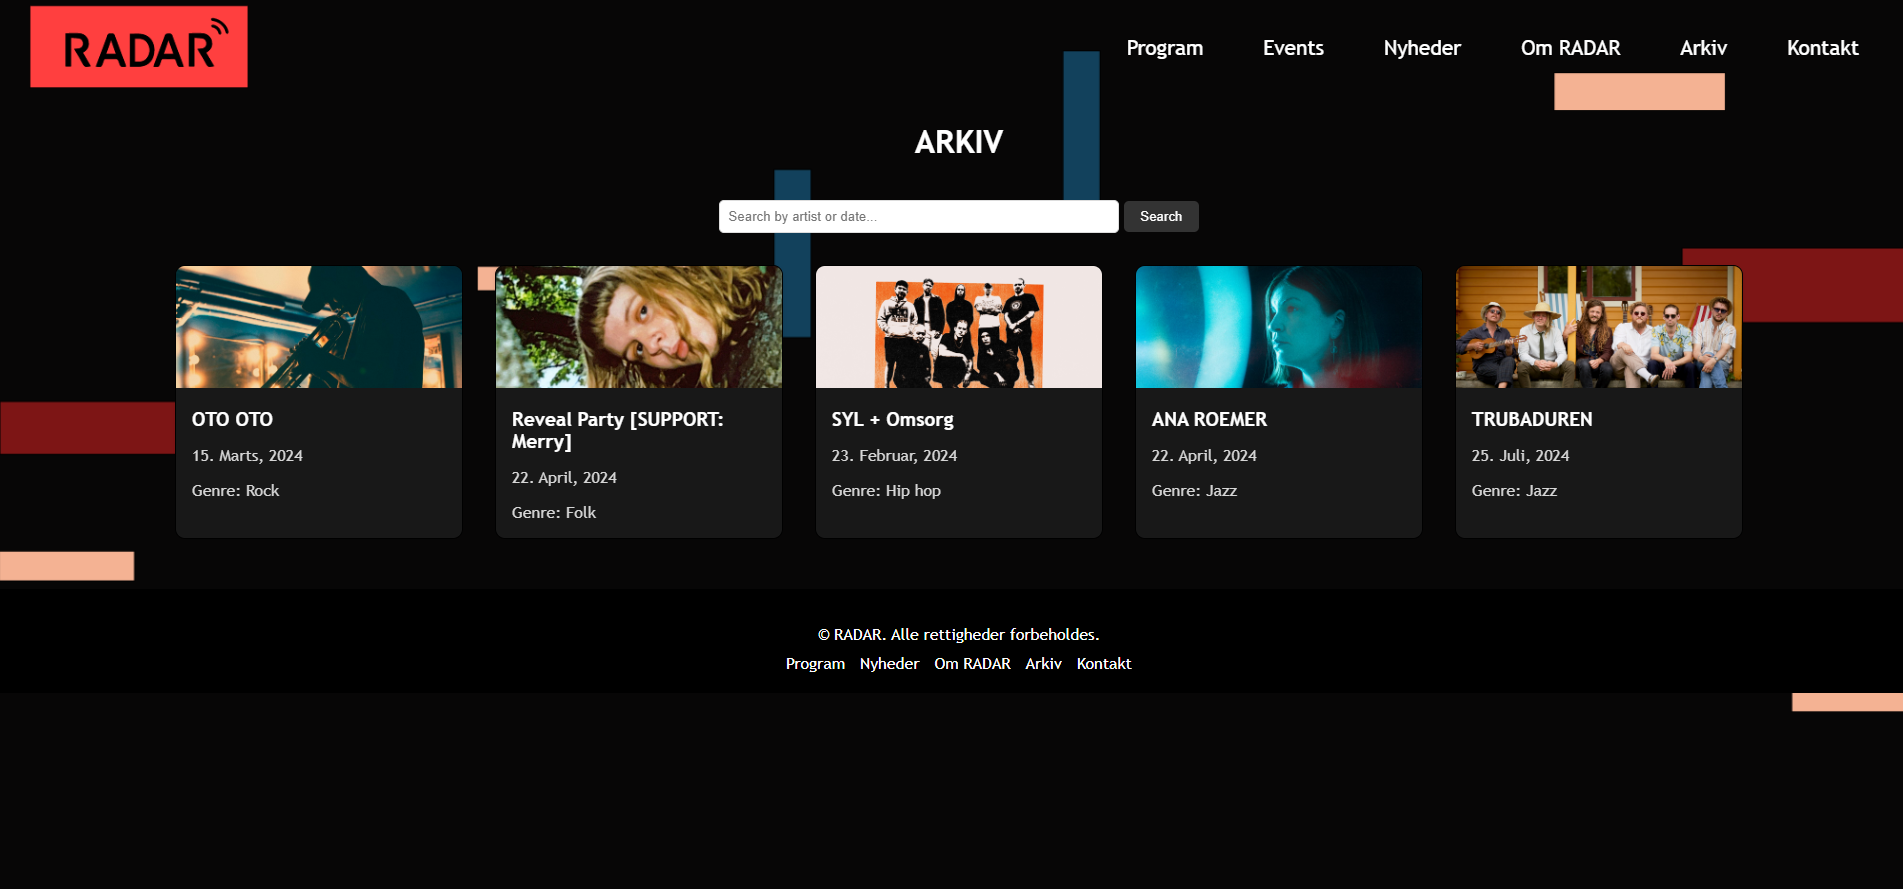 RADAR
Program
Events
Nyheder
Om RADAR
Arkiv
Kontakt
ARKIV
Search by artist or date...
Search
OTO OTO
15. Marts, 2024
Genre: Rock
Reveal Party [SUPPORT:
Merry]
22. April, 2024
Genre: Folk
SYL + Omsorg
23. Februar, 2024
Genre: Hip hop
ANA ROEMER
22. April, 2024
Genre: Jazz
TRUBADUREN
25. Juli, 2024
Genre: Jazz
© RADAR. Alle rettigheder forbeholdes.
Program Nyheder Om RADAR Arkiv Kontakt